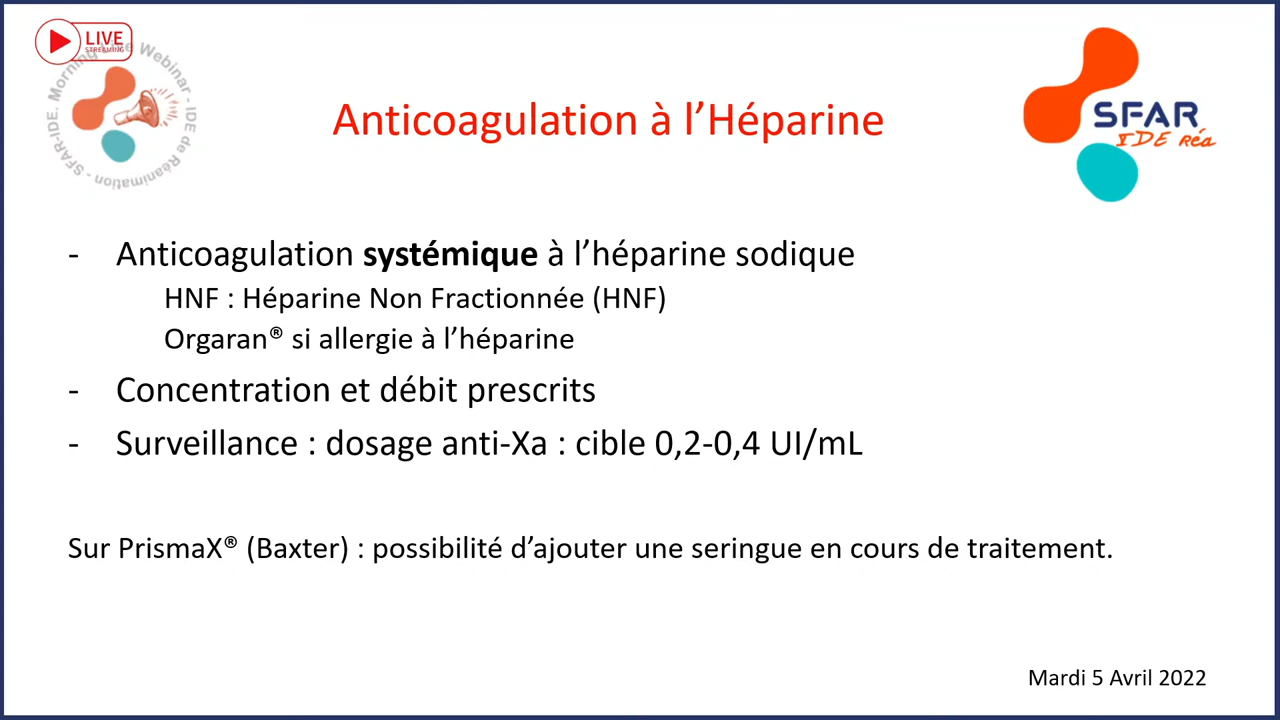 LIVE
STREAMING
Morning Live Webinar - IDE de Réanimation - SFAR-IDE.
Anticoagulation à l’Héparine
SFAR
IDE Réa
- Anticoagulation systémique à l’héparine sodique
HNF : Héparine Non Fractionnée (HNF)
Orgaran® si allergie à l’héparine
- Concentration et débit prescrits
- Surveillance : dosage anti-Xa : cible 0,2-0,4 UI/mL
Sur PrismaX® (Baxter) : possibilité d’ajouter une seringue en cours de traitement.
Mardi 5 Avril 2022